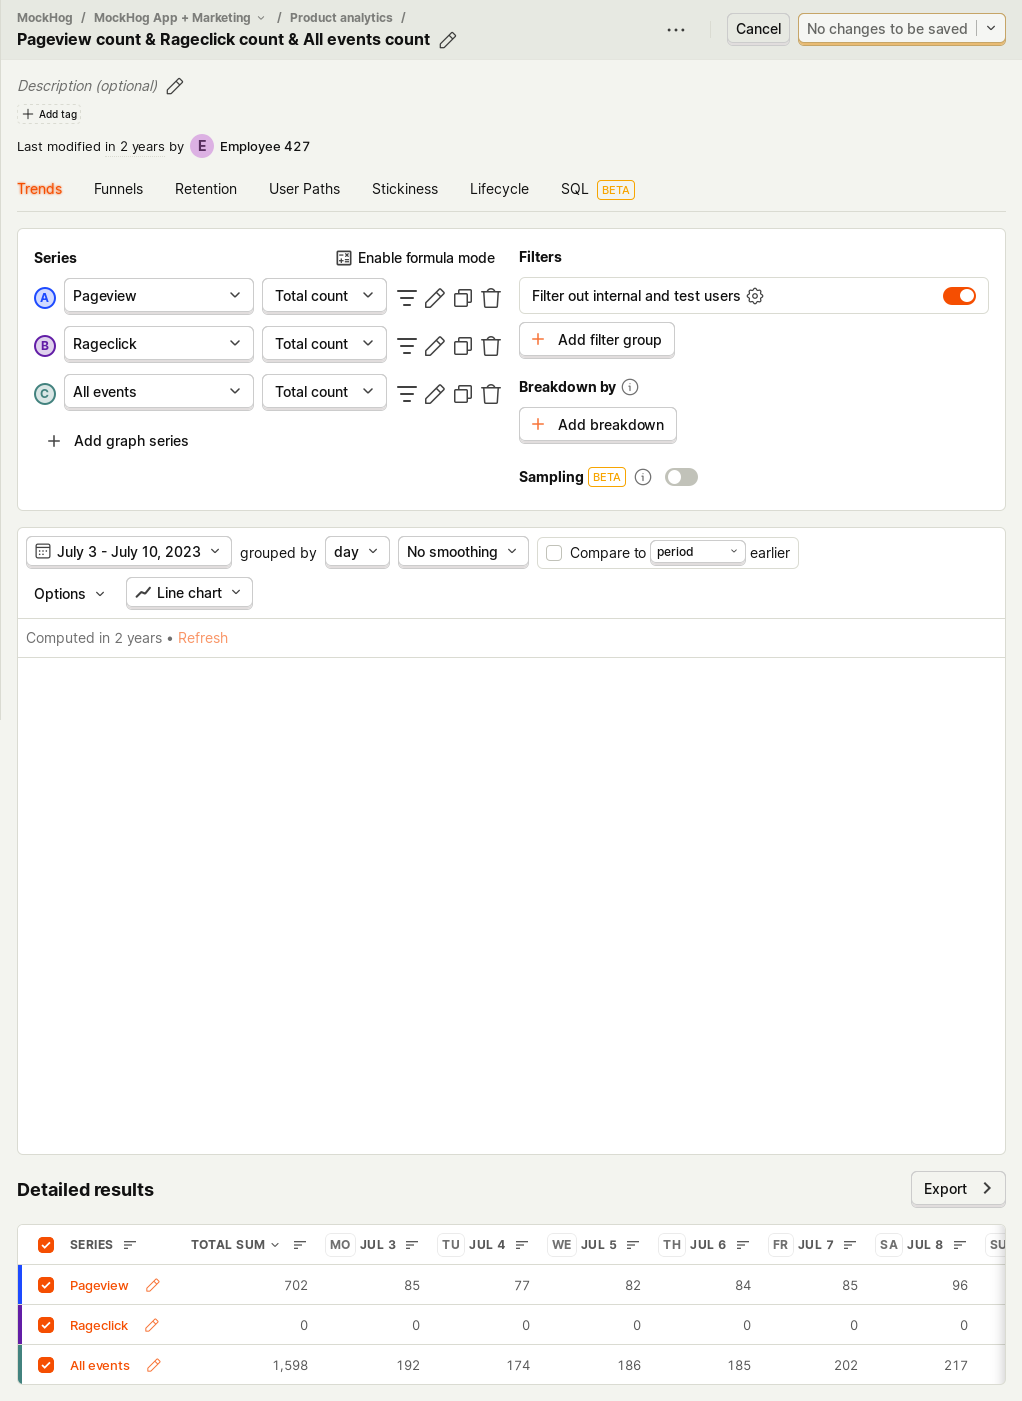 MockHog / MockHog App + Marketing / Product analytics /
Pageview count & Rageclick count & All events count
Cancel
No changes to be saved
Description (optional)
Add tag
Last modified in 2 years by E Employee 427
Trends Funnels Retention User Paths Stickiness Lifecycle SQL BETA
Series
Enable formula mode
A Pageview Total count
B Rageclick Total count
C All events Total count
Add graph series
Filters
Filter out internal and test users
Add filter group
Breakdown by
Add breakdown
Sampling BETA
July 3 - July 10, 2023 grouped by day No smoothing Compare to period earlier
Options Line chart
Computed in 2 years • Refresh
Detailed results
Export
SERIES TOTAL SUM MO JUL 3 TU JUL 4 WE JUL 5 TH JUL 6 FR JUL 7 SA JUL 8 SU
Pageview 702 85 77 82 84 85 96
Rageclick 0 0 0 0 0 0 0
All events 1,598 192 174 186 185 202 217